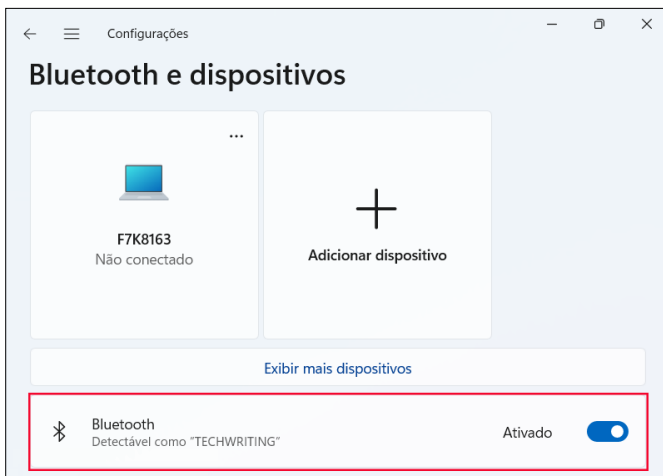 Configurações
Bluetooth e dispositivos
F7K8163
Não conectado
Adicionar dispositivo
Exibir mais dispositivos
Bluetooth
Detectável como "TECHWRITING"
Ativado